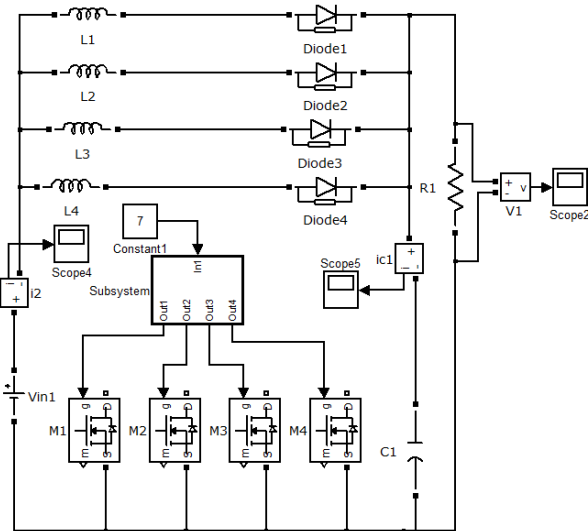 L1
Diode1
L2
Diode2
L3
Diode3
L4
Diode4
R1
+
-
v
V1
Scope2
7
Constant1
Scope4
i
-
+
i2
In1
Subsystem
Out1
Out2
Out3
Out4
Scope5
ic1
+
i
-
+
Vin1
g
D
M1
m
S
g
D
M2
m
S
g
D
M3
m
S
g
D
M4
m
S
C1